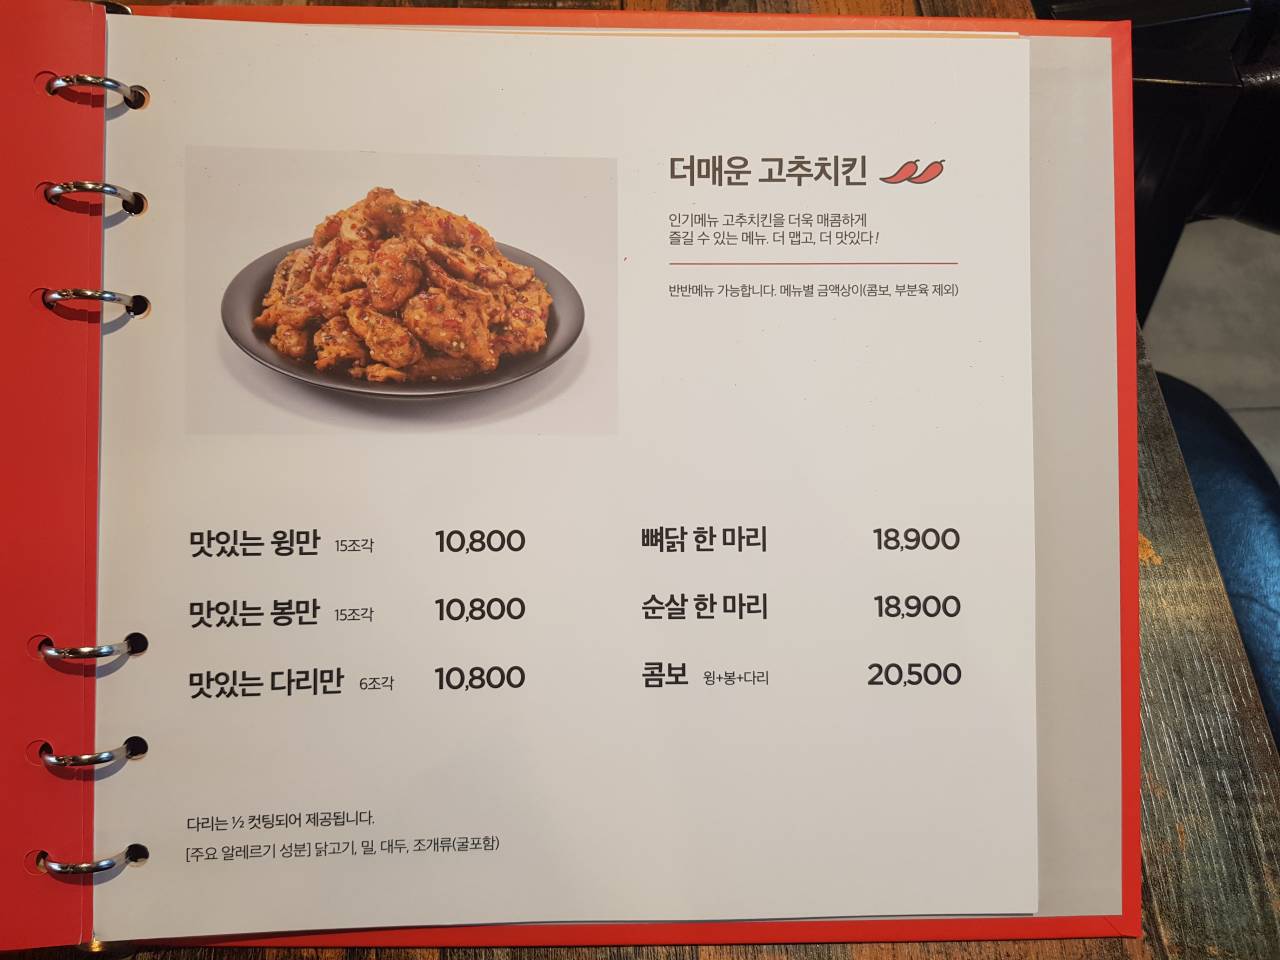 더매운 고추치킨
인기메뉴 고추치킨을 더욱 매콤하게
즐길 수 있는 메뉴. 더 맵고, 더 맛있다!
반반메뉴 가능합니다. 메뉴별 금액상이(콤보, 부분육 제외)
맛있는 윙만 15조각 10,800
맛있는 봉만 15조각 10,800
맛있는 다리만 6조각 10,800
뼈닭 한 마리 18,900
순살 한 마리 18,900
콤보 윙+봉+다리 20,500
다리는 ½ 컷팅되어 제공됩니다.
[주요 알레르기 성분] 닭고기, 밀, 대두, 조개류(굴포함)